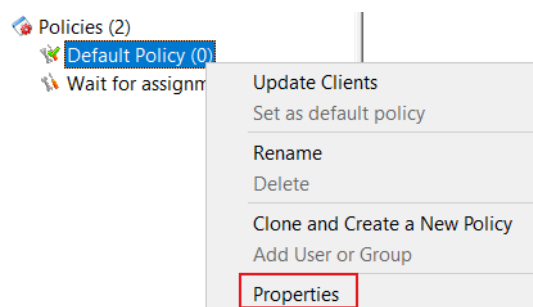 Policies (2)
Default Policy (0)
Wait for assignm
Update Clients
Set as default policy
Rename
Delete
Clone and Create a New Policy
Add User or Group
Properties